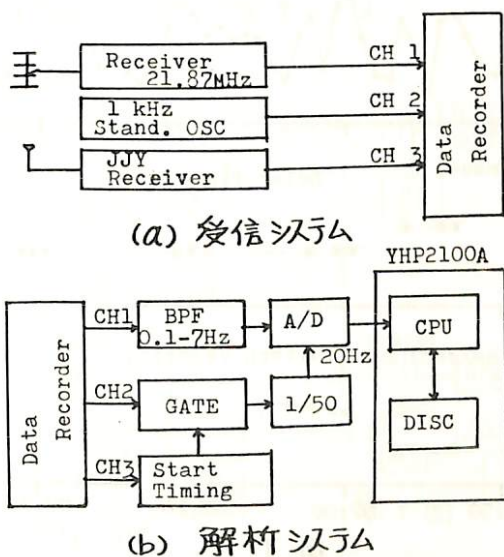 Receiver
21.87MHz
CH 1
1 kHz
Stand. OSC
CH 2
JJY
Receiver
CH 3
Data
Recorder
(a) 受信システム
YHP2100A
Data
Recorder
CH1
BPF
0.1-7Hz
A/D
CPU
20Hz
CH2
GATE
1/50
DISC
CH3
Start
Timing
(b) 解析システム